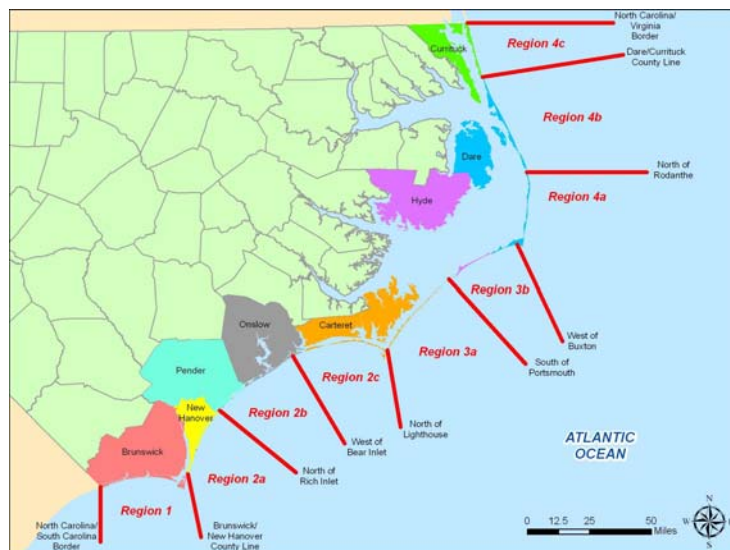 North Carolina/
Virginia
Border
Region 4c
Currituck
Dare/Currituck
County Line
Region 4b
Dare
North of
Rodanthe
Region 4a
Hyde
Region 3b
West of
Buxton
Onslow
Carteret
Region 3a
South of
Portsmouth
Pender
Region 2c
North of
Lighthouse
New
Hanover
Region 2b
West of
Bear Inlet
ATLANTIC
OCEAN
Brunswick
Region 2a
North of
Rich Inlet
Region 1
North Carolina/
South Carolina
Border
Brunswick/
New Hanover
County Line
0 12.5 25 50
Miles
N
W E
S